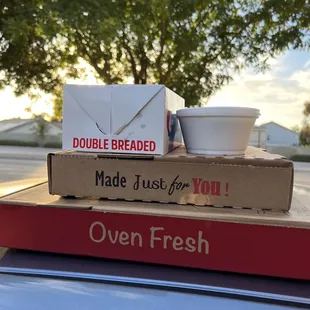 DOUBLE BREADED
Made Just for You!
Oven Fresh